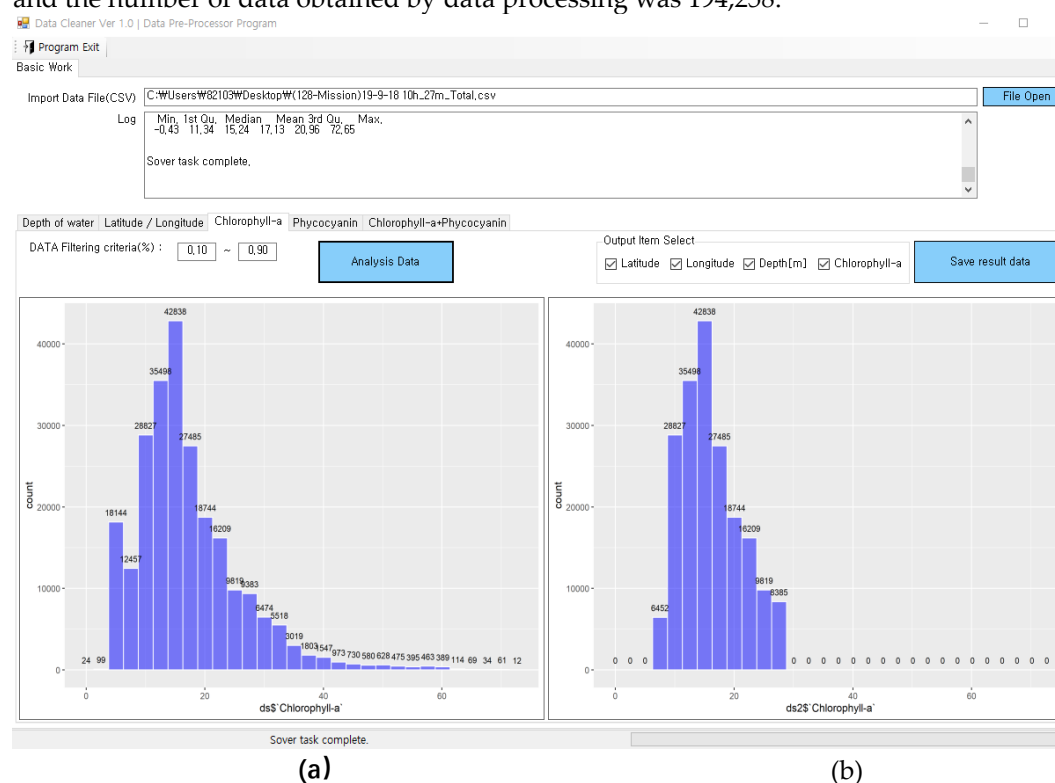 and the number of data obtained by data processing was 194,258.
Data Cleaner Ver 1.0 | Data Pre-Processor Program
Program Exit
Basic Work
Import Data File(CSV) C:₩Users₩82103₩Desktop₩(128-Mission)19-9-18 10h_27m_Total.csv File Open
Log Min. 1st Qu. Median Mean 3rd Qu. Max.
-0.43 11.34 15.24 17.13 20.96 72.65
Sover task complete.
Depth of water Latitude / Longitude Chlorophyll-a Phycocyanin Chlorophyll-a+Phycocyanin
DATA Filtering criteria(%) : 0.10 ~ 0.90 Analysis Data Output Item Select Latitude Longitude Depth[m] Chlorophyll-a Save result data
42838
35498
28827
27485
18744
18144
16209
12457
9819
9383
6474
5518
3019
1803
1547
973 730 580 628 475 395 463 389 114 69 34 61 12
24 99
40000
30000
20000
10000
0
count
0 20 40 60
ds$`Chlorophyll-a`
42838
35498
28827
27485
18744
16209
9819
8385
6452
0 0 0
0 0 0 0 0 0 0 0 0 0 0 0 0 0 0 0 0 0
40000
30000
20000
10000
0
count
0 20 40 60
ds2$`Chlorophyll-a`
Sover task complete.
(a) (b)